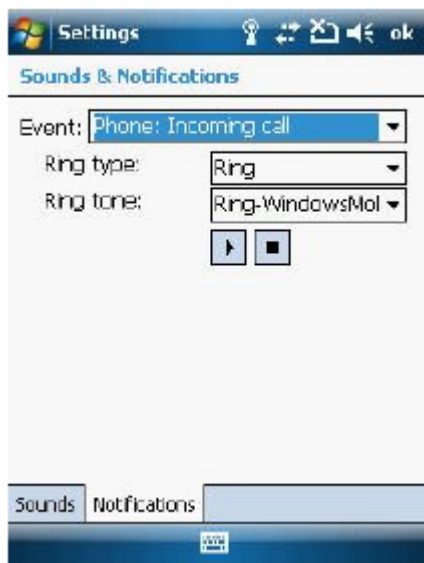 Settings ok
Sounds & Notifications
Event: Phone: Incoming call
Ring type: Ring
Ring tone: Ring-WindowsMol
Sounds Notifications